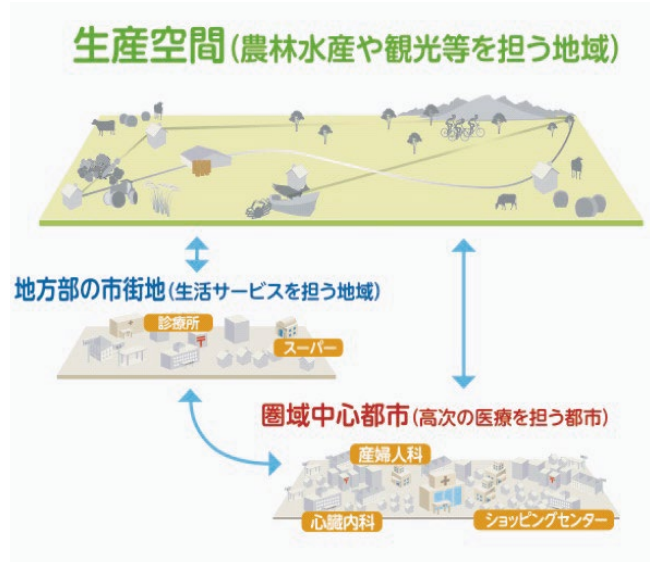 生産空間(農林水産や観光等を担う地域)
地方部の市街地(生活サービスを担う地域)
診療所
スーパー
圏域中心都市(高次の医療を担う都市)
産婦人科
心臓内科
ショッピングセンター